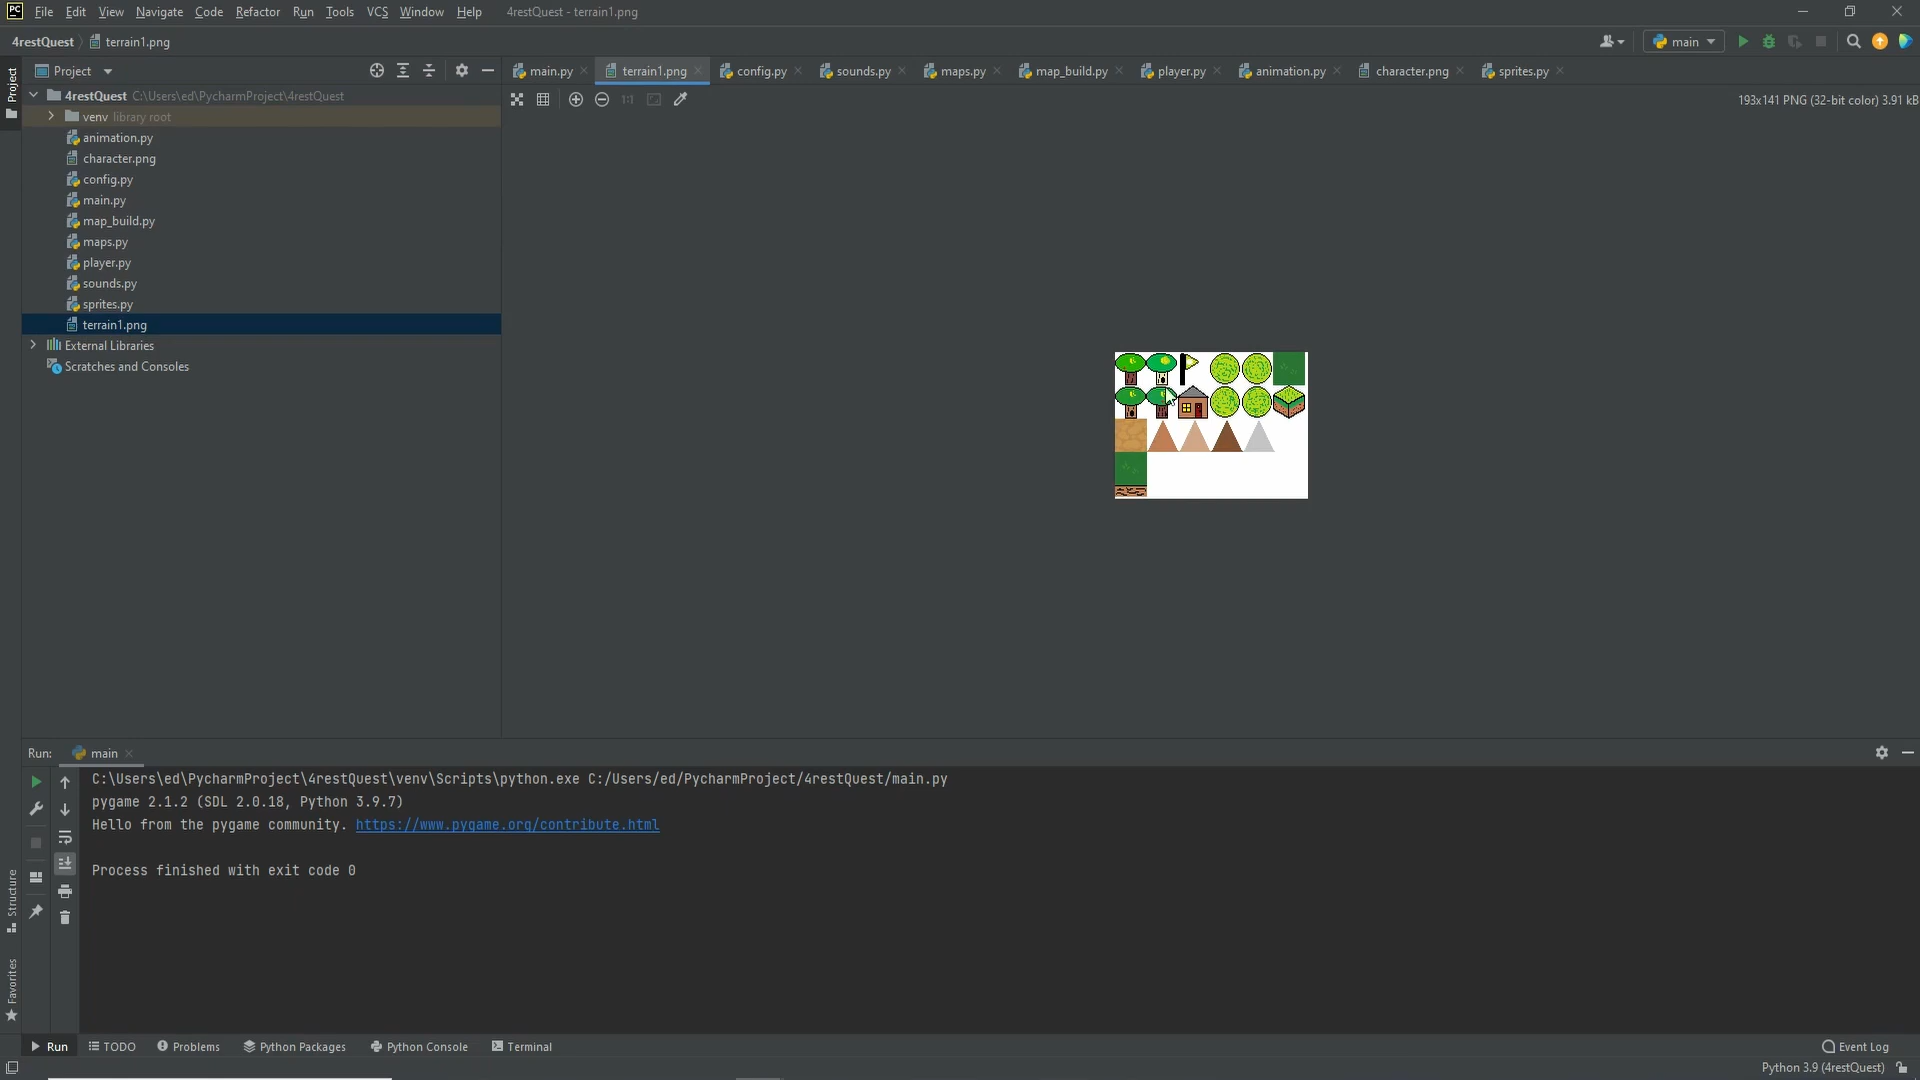 PC File Edit View Navigate Code Refactor Run Tools VCS Window Help 4restQuest - terrain1.png
4restQuest terrain1.png main
Project
Project
main.py terrain1.png config.py sounds.py maps.py map_build.py player.py animation.py character.png sprites.py
4restQuest C:\Users\ed\PycharmProject\4restQuest
1:1 193x141 PNG (32-bit color) 3.91 kB
venv library root
animation.py
character.png
config.py
main.py
map_build.py
maps.py
player.py
sounds.py
sprites.py
terrain1.png
External Libraries
Scratches and Consoles
Run: main
C:\Users\ed\PycharmProject\4restQuest\venv\Scripts\python.exe C:/Users/ed/PycharmProject/4restQuest/main.py
pygame 2.1.2 (SDL 2.0.18, Python 3.9.7)
Hello from the pygame community. https://www.pygame.org/contribute.html
Process finished with exit code 0
Structure
Favorites
Run TODO Problems Python Packages Python Console Terminal Event Log
Python 3.9 (4restQuest)